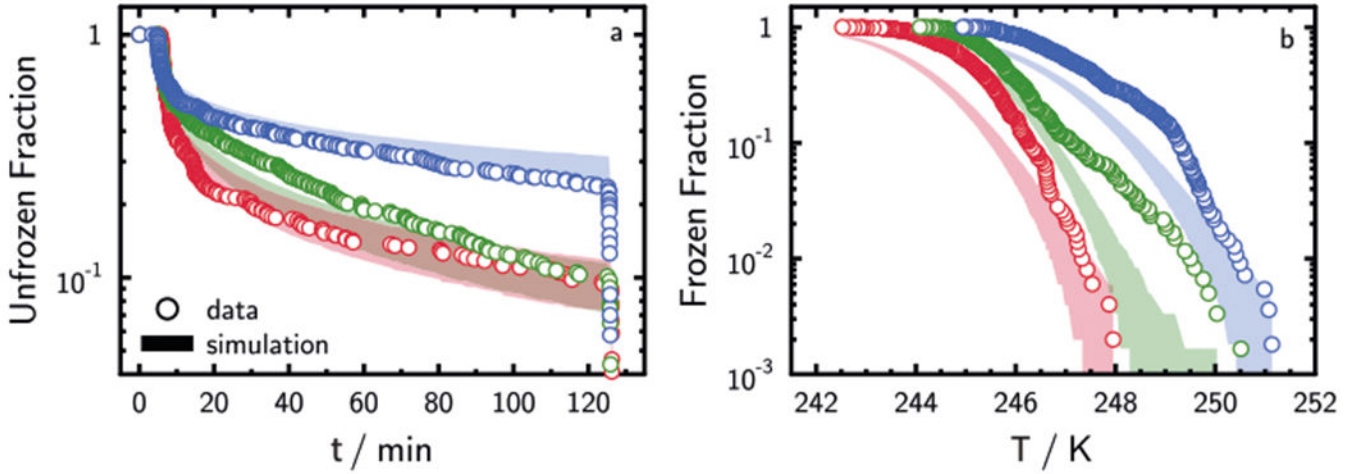 a
1
10⁻¹
Unfrozen Fraction
data
simulation
0 20 40 60 80 100 120
t / min
b
1
10⁻¹
10⁻²
10⁻³
Frozen Fraction
242 244 246 248 250 252
T / K